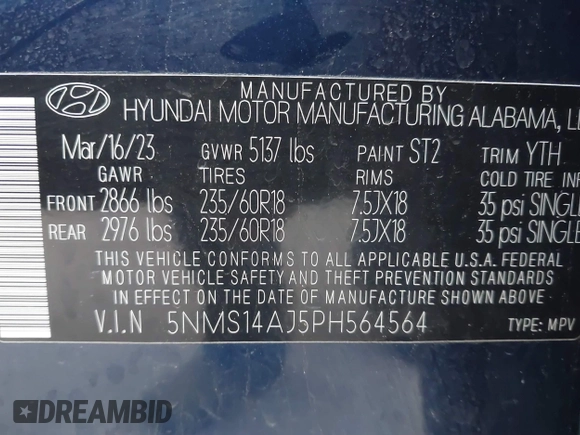 MANUFACTURED BY
HYUNDAI MOTOR MANUFACTURING ALABAMA,
Mar/16/23 GVWR 5137 lbs PAINT ST2 TRIM YTH
GAWR TIRES RIMS COLD TIRE INF
FRONT 2866 lbs 235/60R18 7.5JX18 35 psi SINGLE
REAR 2976 lbs 235/60R18 7.5JX18 35 psi SINGLE
THIS VEHICLE CONFORMS TO ALL APPLICABLE U.S.A. FEDERAL
MOTOR VEHICLE SAFETY AND THEFT PREVENTION STANDARDS
IN EFFECT ON THE DATE OF MANUFACTURE SHOWN ABOVE.
V.I.N 5NMS14AJ5PH564564 TYPE: MPV
DREAMBID